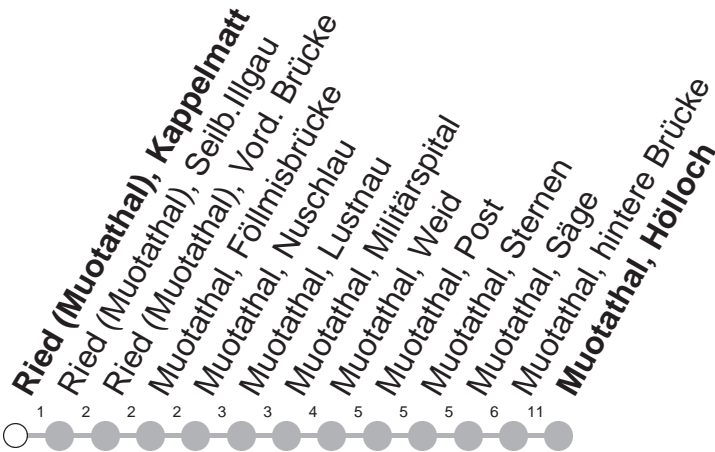 Ried (Muotathal), Kappelmatt
Ried (Muotathal), Seilb. Illgau
Ried (Muotathal), Vord. Brücke
Muotathal, Föllmisbrücke
Muotathal, Nuschlau
Muotathal, Lustnau
Muotathal, Militärspital
Muotathal, Weid
Muotathal, Post
Muotathal, Sternen
Muotathal, Säge
Muotathal, hintere Brücke
Muotathal, Hölloch
1 2 2 2 3 3 4 5 5 5 6 11